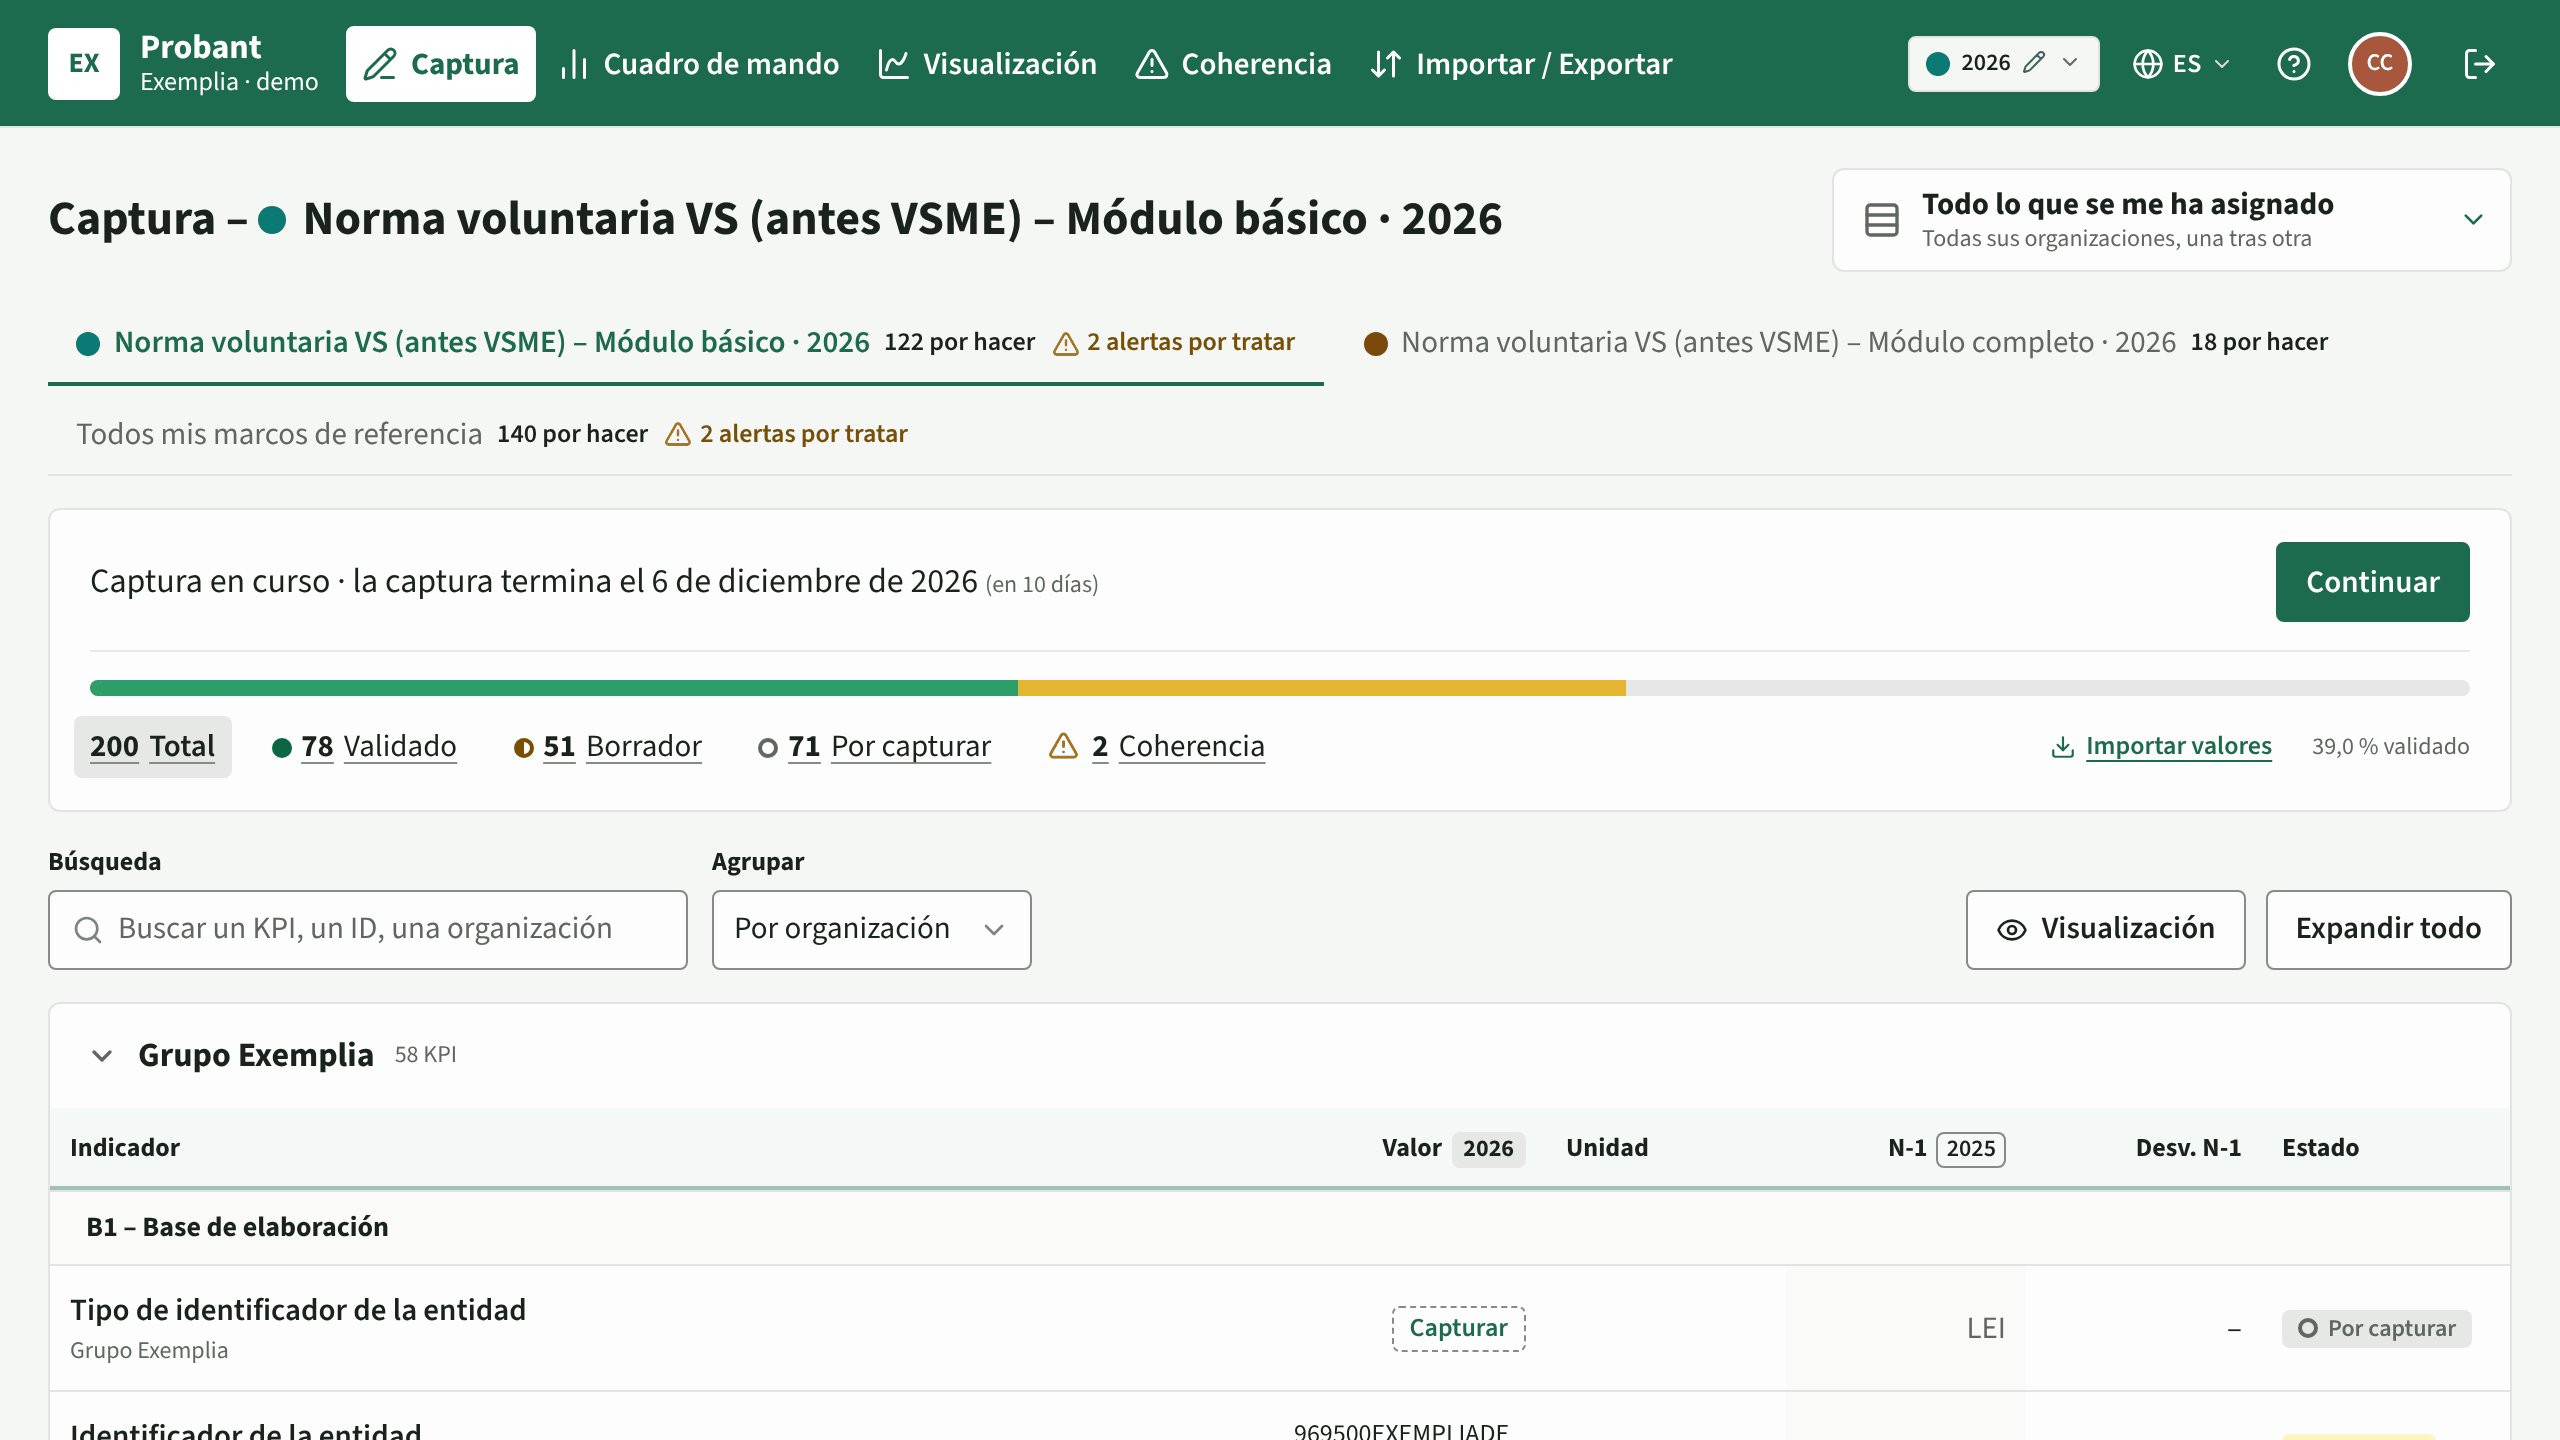 EX
Probant
Exemplia · demo
Captura
Cuadro de mando
Visualización
Coherencia
Importar / Exportar
2026
ES
CC
Captura – Norma voluntaria VS (antes VSME) – Módulo básico · 2026
Todo lo que se me ha asignado
Todas sus organizaciones, una tras otra
Norma voluntaria VS (antes VSME) – Módulo básico · 2026 122 por hacer 2 alertas por tratar
Norma voluntaria VS (antes VSME) – Módulo completo · 2026 18 por hacer
Todos mis marcos de referencia 140 por hacer 2 alertas por tratar
Captura en curso · la captura termina el 6 de diciembre de 2026 (en 10 días)
Continuar
200 Total
78 Validado
51 Borrador
71 Por capturar
2 Coherencia
Importar valores
39,0 % validado
Búsqueda
Agrupar
Buscar un KPI, un ID, una organización
Por organización
Visualización
Expandir todo
Grupo Exemplia 58 KPI
Indicador
Valor 2026
Unidad
N-1 2025
Desv. N-1
Estado
B1 – Base de elaboración
Tipo de identificador de la entidad
Grupo Exemplia
Capturar
LEI
–
Por capturar
Identificador de la entidad
969500EXEMPLIADE